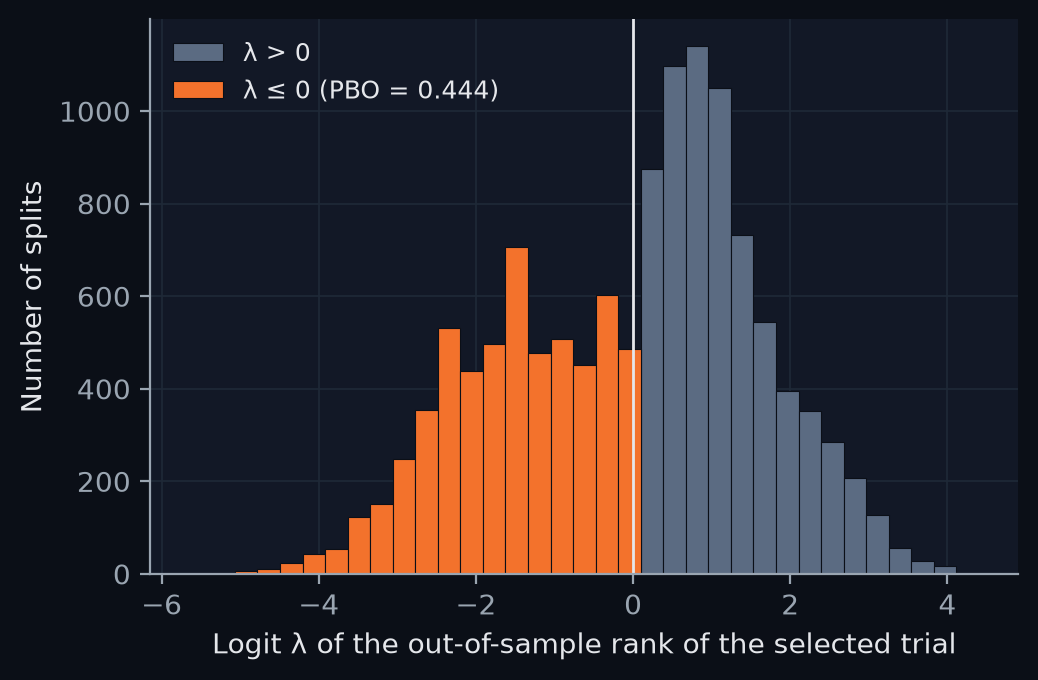 λ > 0
λ ≤ 0 (PBO = 0.444)
Number of splits
1000
800
600
400
200
0
−6 −4 −2 0 2 4
Logit λ of the out-of-sample rank of the selected trial